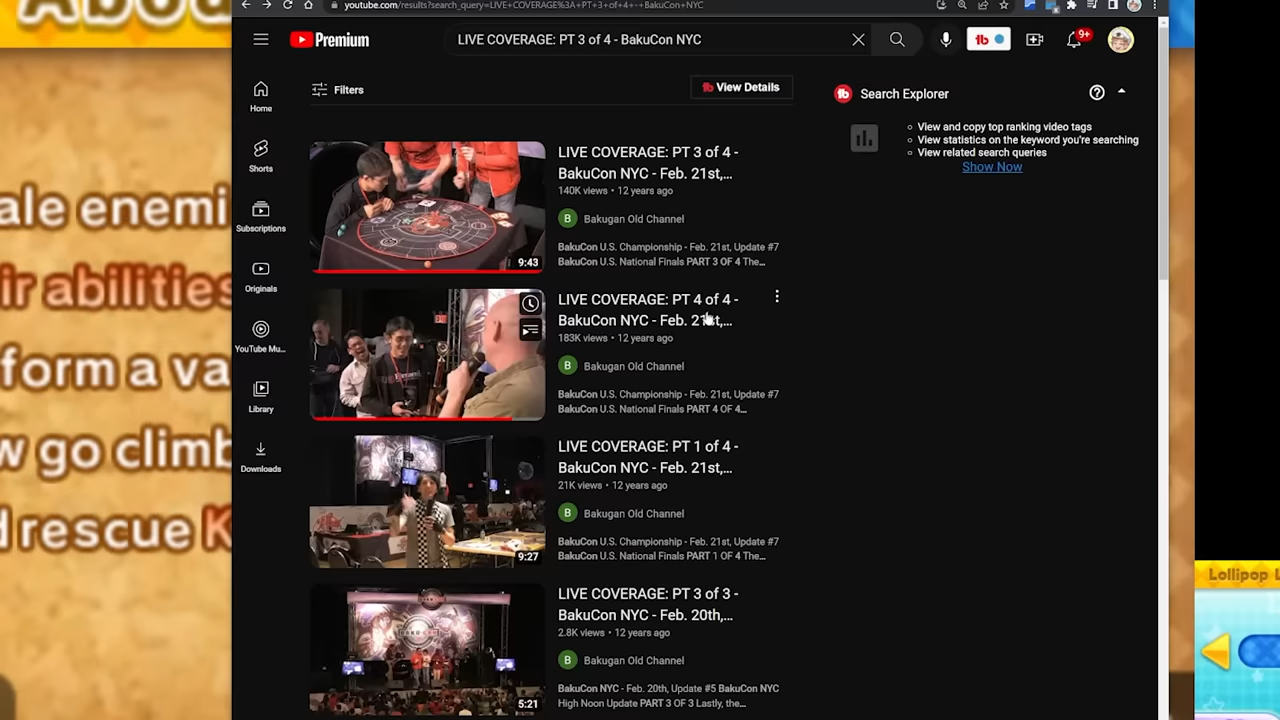 youtube.com/results?search_query=LIVE+COVERAGE%3A+PT+3+of+4+-+BakuCon+NYC
Premium
LIVE COVERAGE: PT 3 of 4 - BakuCon NYC
9+
Home
Shorts
Subscriptions
Originals
YouTube Mu...
Library
Downloads
Filters
View Details
LIVE COVERAGE: PT 3 of 4 -
BakuCon NYC - Feb. 21st,...
140K views • 12 years ago
B Bakugan Old Channel
BakuCon U.S. Championship - Feb. 21st, Update #7
BakuCon U.S. National Finals PART 3 OF 4 The...
9:43
LIVE COVERAGE: PT 4 of 4 -
BakuCon NYC - Feb. 21st,...
183K views • 12 years ago
B Bakugan Old Channel
BakuCon U.S. Championship - Feb. 21st, Update #7
BakuCon U.S. National Finals PART 4 OF 4...
LIVE COVERAGE: PT 1 of 4 -
BakuCon NYC - Feb. 21st,...
21K views • 12 years ago
B Bakugan Old Channel
BakuCon U.S. Championship - Feb. 21st, Update #7
BakuCon U.S. National Finals PART 1 OF 4 The...
9:27
LIVE COVERAGE: PT 3 of 3 -
BakuCon NYC - Feb. 20th,...
2.8K views • 12 years ago
B Bakugan Old Channel
BakuCon NYC - Feb. 20th, Update #5 BakuCon NYC
High Noon Update PART 3 OF 3 Lastly, the...
5:21
Search Explorer
View and copy top ranking video tags
View statistics on the keyword you're searching
View related search queries
Show Now
Abou
ale enemi
ir abilities
form a va
w go climb
d rescue K
Lollipop L